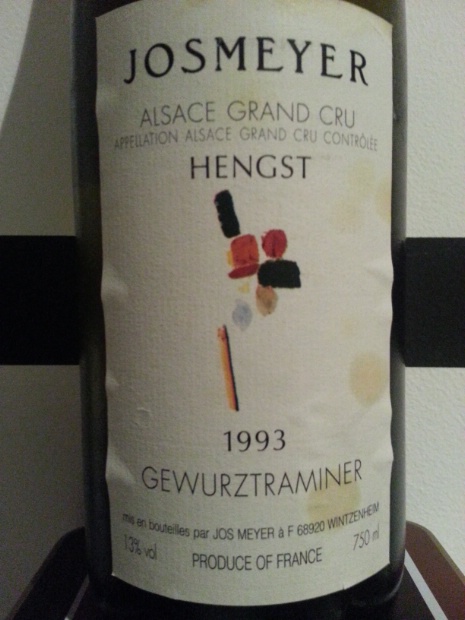 JOSMEYER
ALSACE GRAND CRU
APPELLATION ALSACE GRAND CRU CONTRÔLÉE
HENGST
1993
GEWURZTRAMINER
mis en bouteilles par JOS MEYER à F 68920 WINTZENHEIM
13% vol PRODUCE OF FRANCE 750 ml